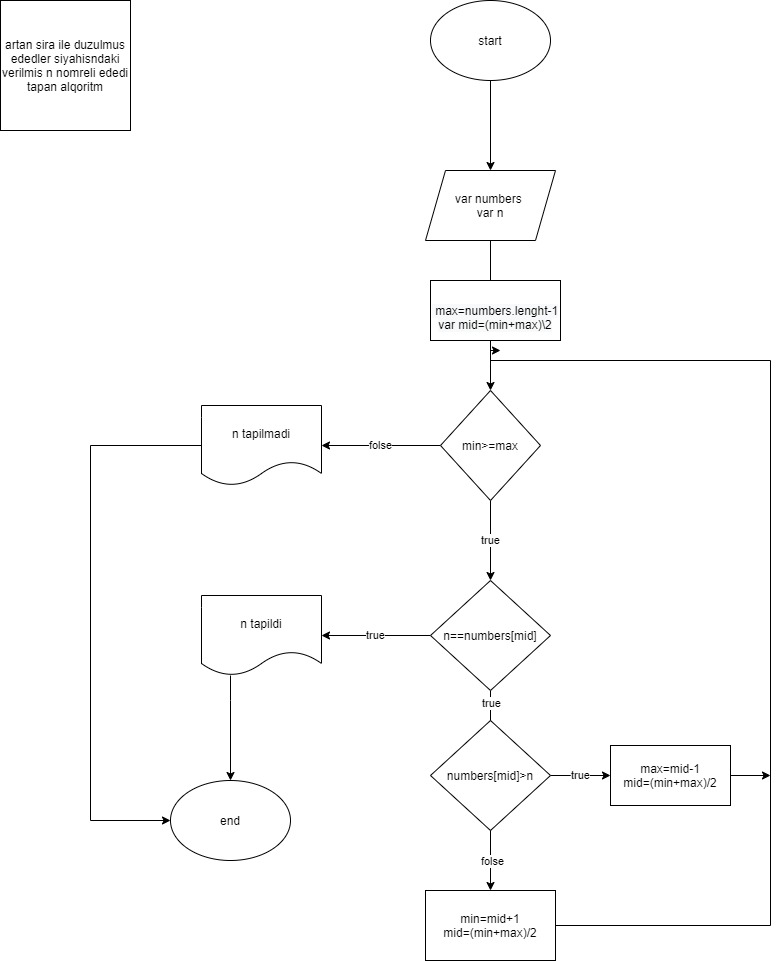 artan sira ile duzulmus
ededler siyahisndaki
verilmis n nomreli ededi
tapan alqoritm
start
var numbers
var n
max=numbers.lenght-1
var mid=(min+max)\2
min>=max
folse
n tapilmadi
true
n==numbers[mid]
true
n tapildi
true
numbers[mid]>n
true
max=mid-1
mid=(min+max)/2
end
folse
min=mid+1
mid=(min+max)/2